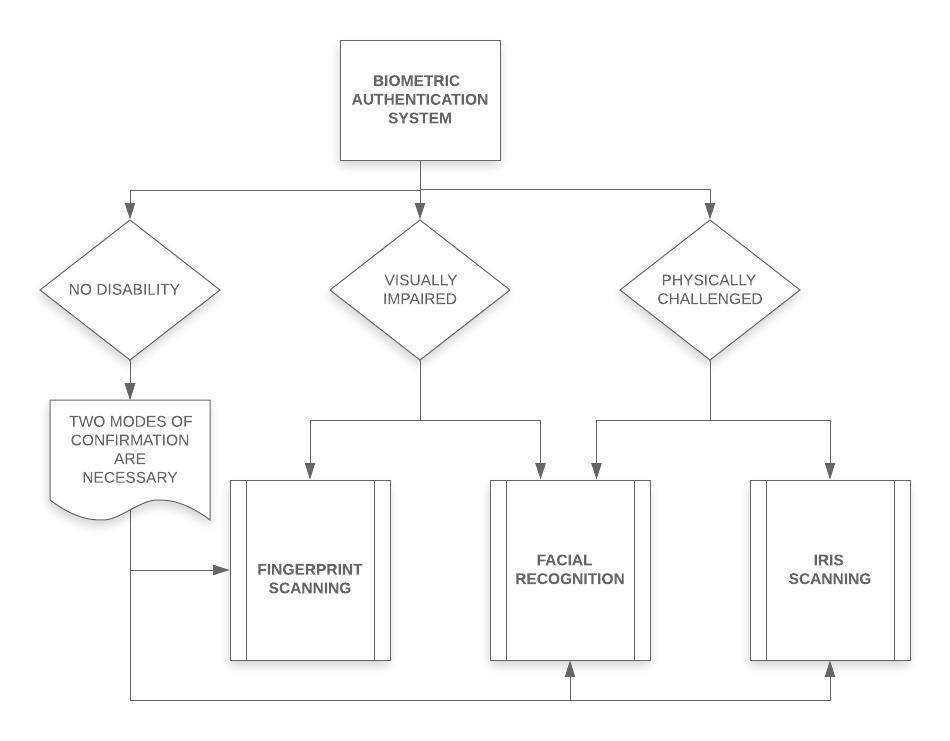 BIOMETRIC
AUTHENTICATION
SYSTEM
NO DISABILITY
VISUALLY
IMPAIRED
PHYSICALLY
CHALLENGED
TWO MODES OF
CONFIRMATION
ARE
NECESSARY
FINGERPRINT
SCANNING
FACIAL
RECOGNITION
IRIS
SCANNING